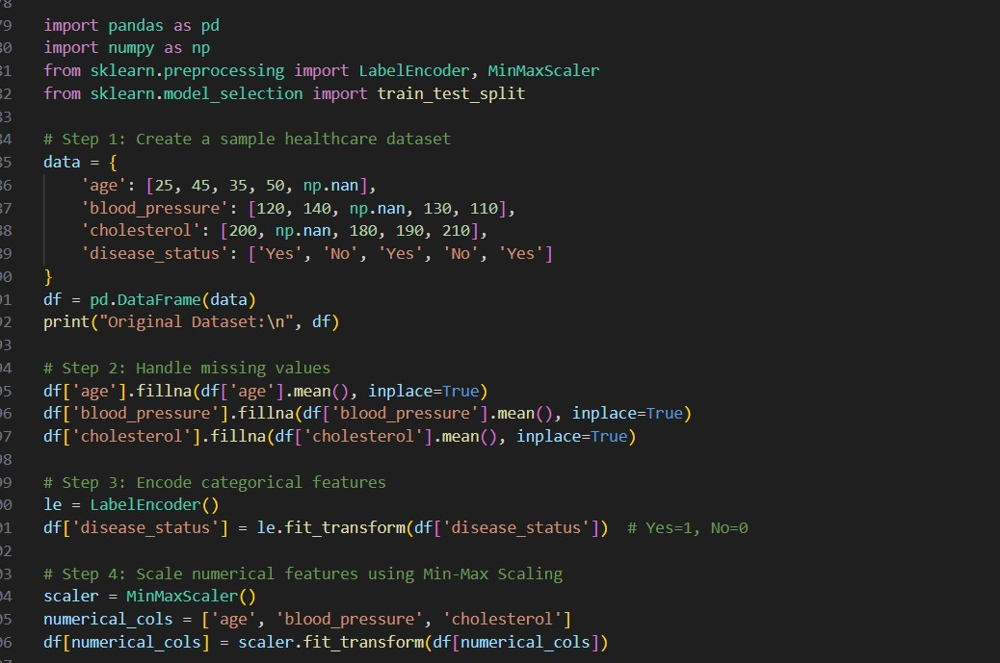 import pandas as pd
import numpy as np
from sklearn.preprocessing import LabelEncoder, MinMaxScaler
from sklearn.model_selection import train_test_split

# Step 1: Create a sample healthcare dataset
data = {
    'age': [25, 45, 35, 50, np.nan],
    'blood_pressure': [120, 140, np.nan, 130, 110],
    'cholesterol': [200, np.nan, 180, 190, 210],
    'disease_status': ['Yes', 'No', 'Yes', 'No', 'Yes']
}
df = pd.DataFrame(data)
print("Original Dataset:\n", df)

# Step 2: Handle missing values
df['age'].fillna(df['age'].mean(), inplace=True)
df['blood_pressure'].fillna(df['blood_pressure'].mean(), inplace=True)
df['cholesterol'].fillna(df['cholesterol'].mean(), inplace=True)

# Step 3: Encode categorical features
le = LabelEncoder()
df['disease_status'] = le.fit_transform(df['disease_status'])  # Yes=1, No=0

# Step 4: Scale numerical features using Min-Max Scaling
scaler = MinMaxScaler()
numerical_cols = ['age', 'blood_pressure', 'cholesterol']
df[numerical_cols] = scaler.fit_transform(df[numerical_cols])